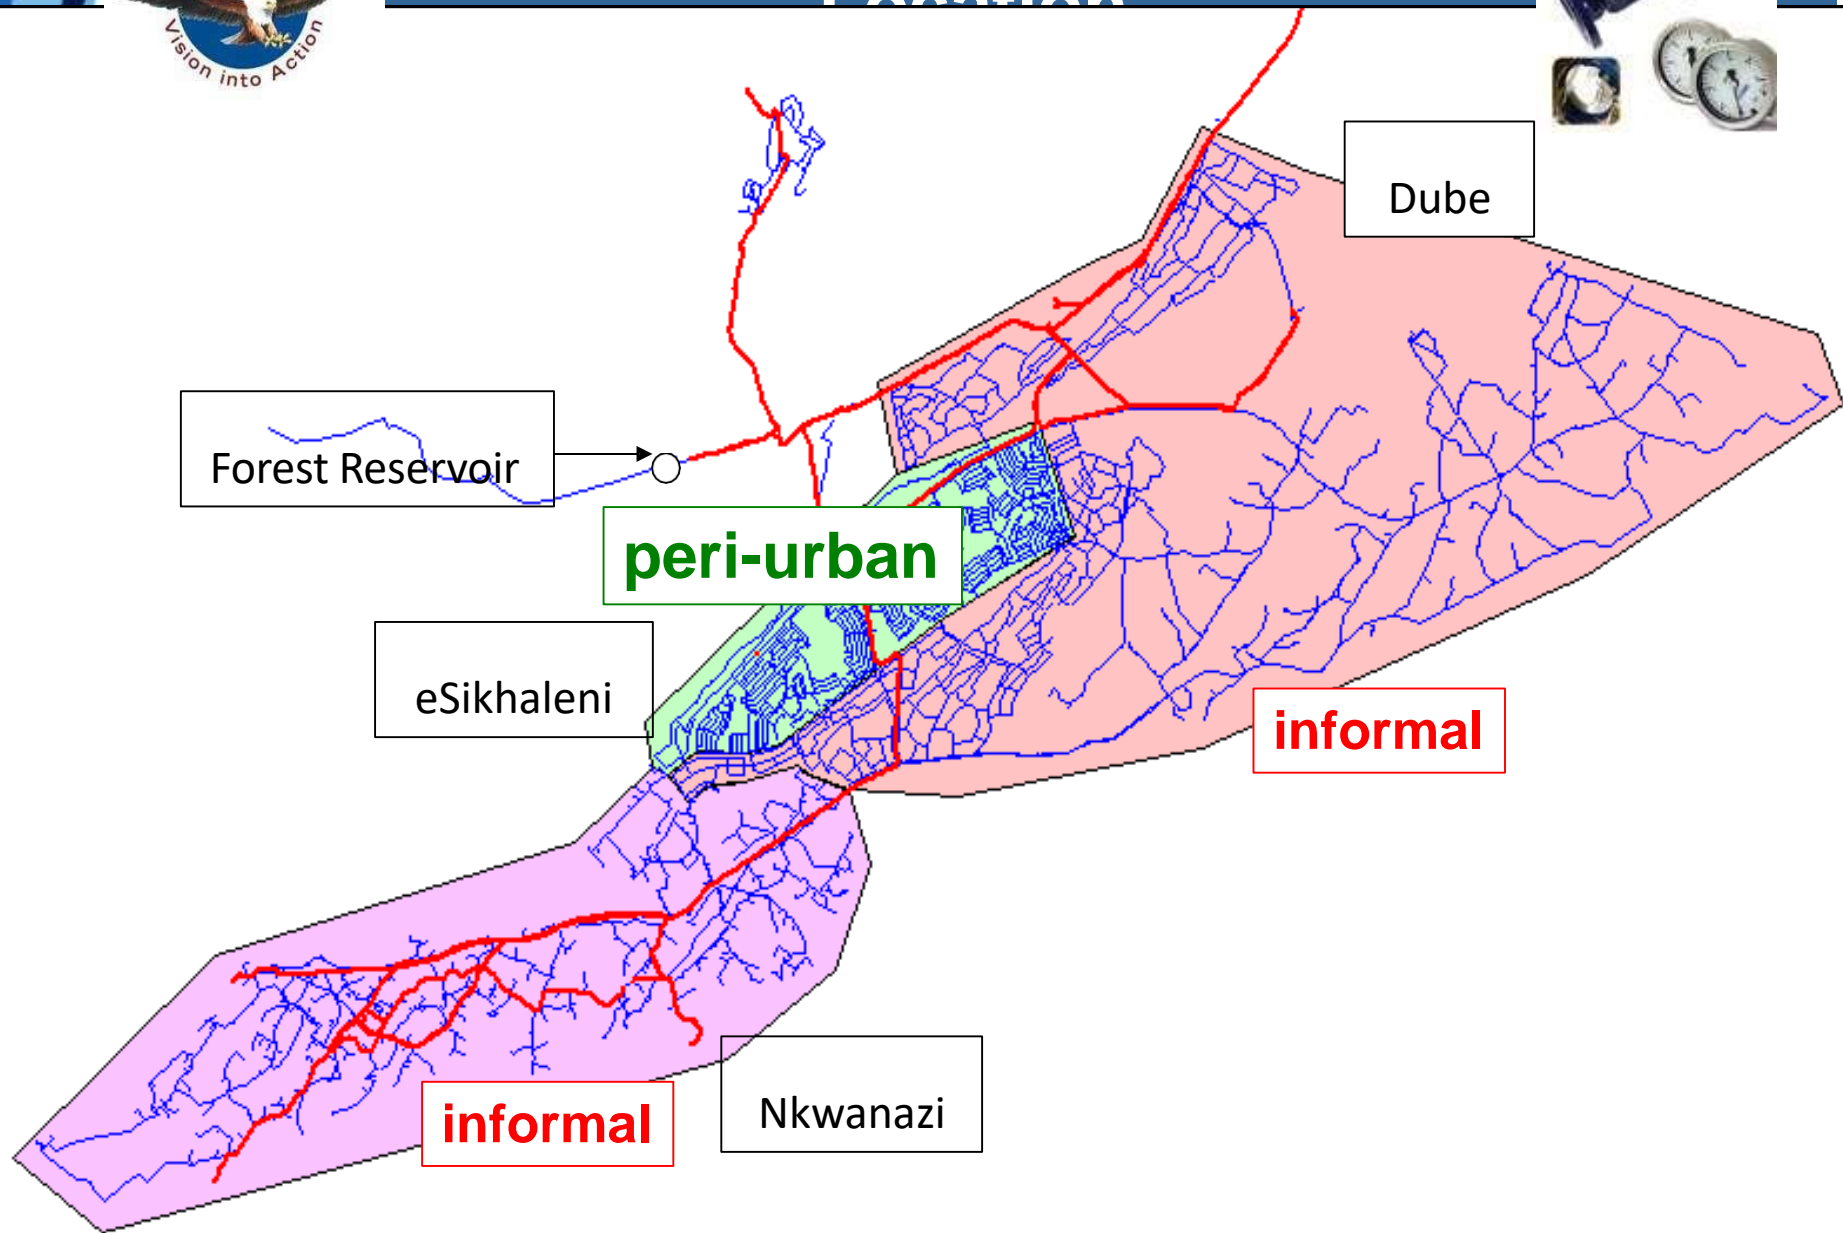 Vision into Action
Dube
Forest Reservoir
peri-urban
eSikhaleni
informal
informal
Nkwanazi